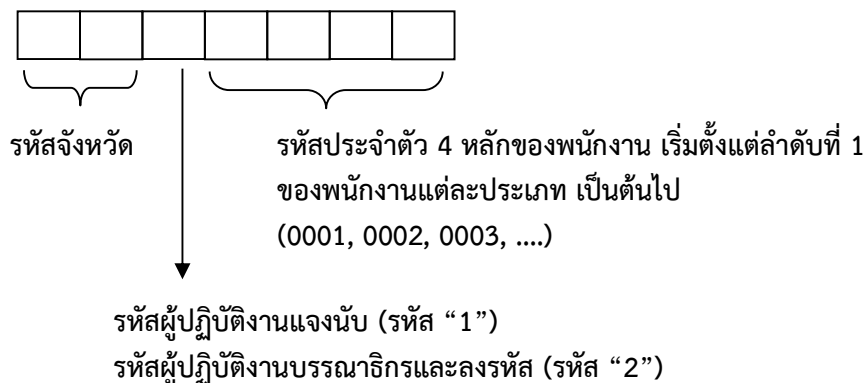 รหัสจังหวัด
รหัสประจำตัว 4 หลักของพนักงาน เริ่มตั้งแต่ลำดับที่ 1
ของพนักงานแต่ละประเภท เป็นต้นไป
(0001, 0002, 0003, ....)
รหัสผู้ปฏิบัติงานแจงนับ (รหัส “1”)
รหัสผู้ปฏิบัติงานบรรณาธิกรและลงรหัส (รหัส “2”)